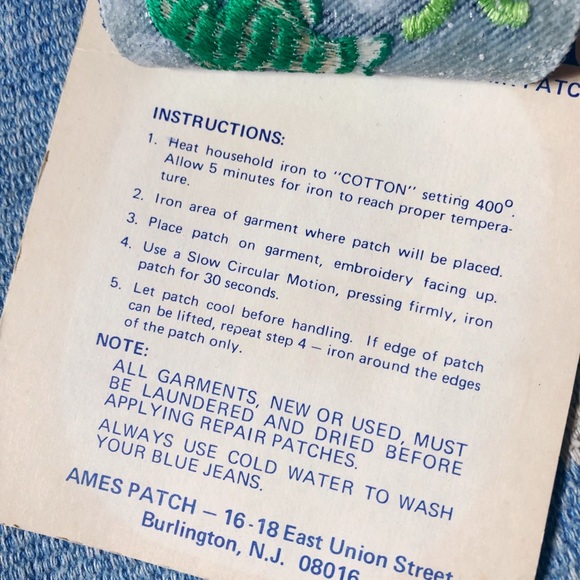 INSTRUCTIONS:
1. Heat household iron to "COTTON" setting 400°.
Allow 5 minutes for iron to reach proper tempera-
ture.
2. Iron area of garment where patch will be placed.
3. Place patch on garment, embroidery facing up.
4. Use a Slow Circular Motion, pressing firmly, iron
patch for 30 seconds.
5. Let patch cool before handling. If edge of patch
can be lifted, repeat step 4 — iron around the edges
of the patch only.
NOTE:
ALL GARMENTS, NEW OR USED, MUST
BE LAUNDERED AND DRIED BEFORE
APPLYING REPAIR PATCHES.
ALWAYS USE COLD WATER TO WASH
YOUR BLUE JEANS.
AMES PATCH — 16-18 East Union Street
Burlington, N.J. 08016